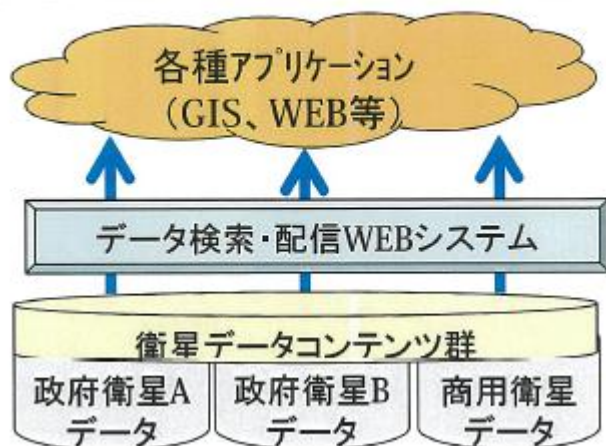 各種アプリケーション
(GIS、WEB等)
データ検索・配信WEBシステム
衛星データコンテンツ群
政府衛星A
データ
政府衛星B
データ
商用衛星
データ